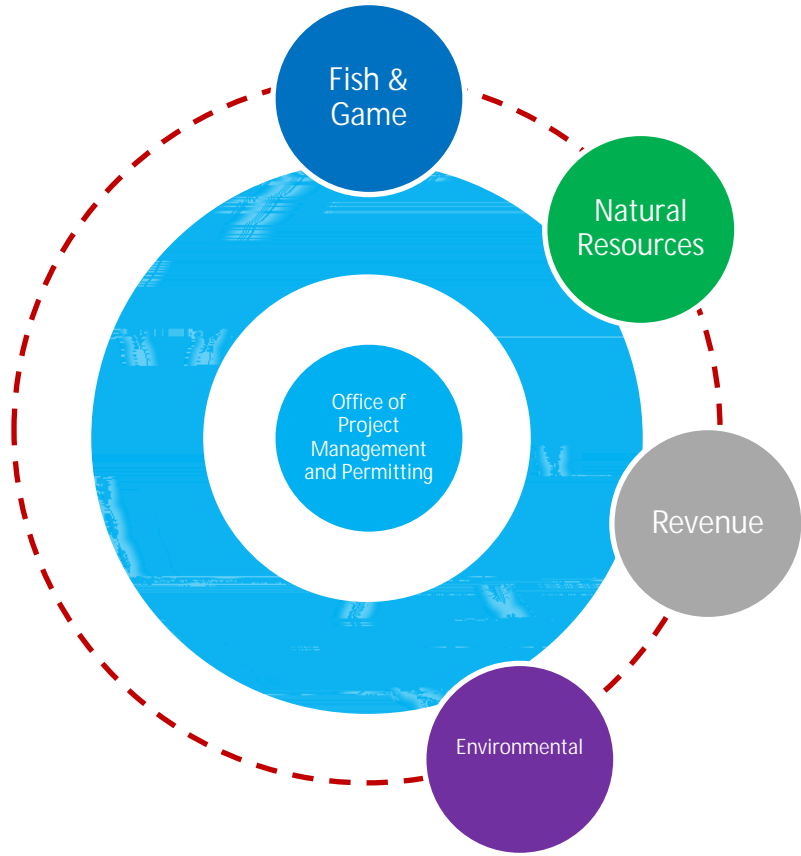 Fish &
Game
Natural
Resources
Office of
Project
Management
and Permitting
Revenue
Environmental